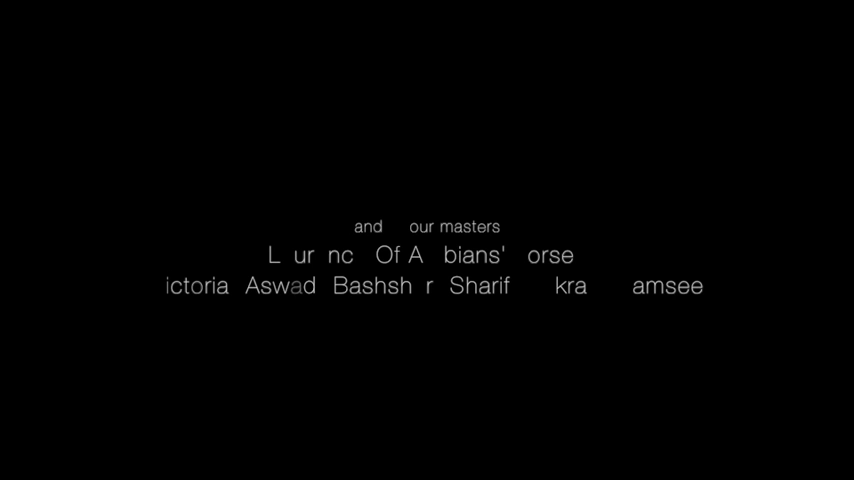 and our masters
L ur nc Of A bians' orse
ictoria Aswad Bashsh r Sharif kra amsee